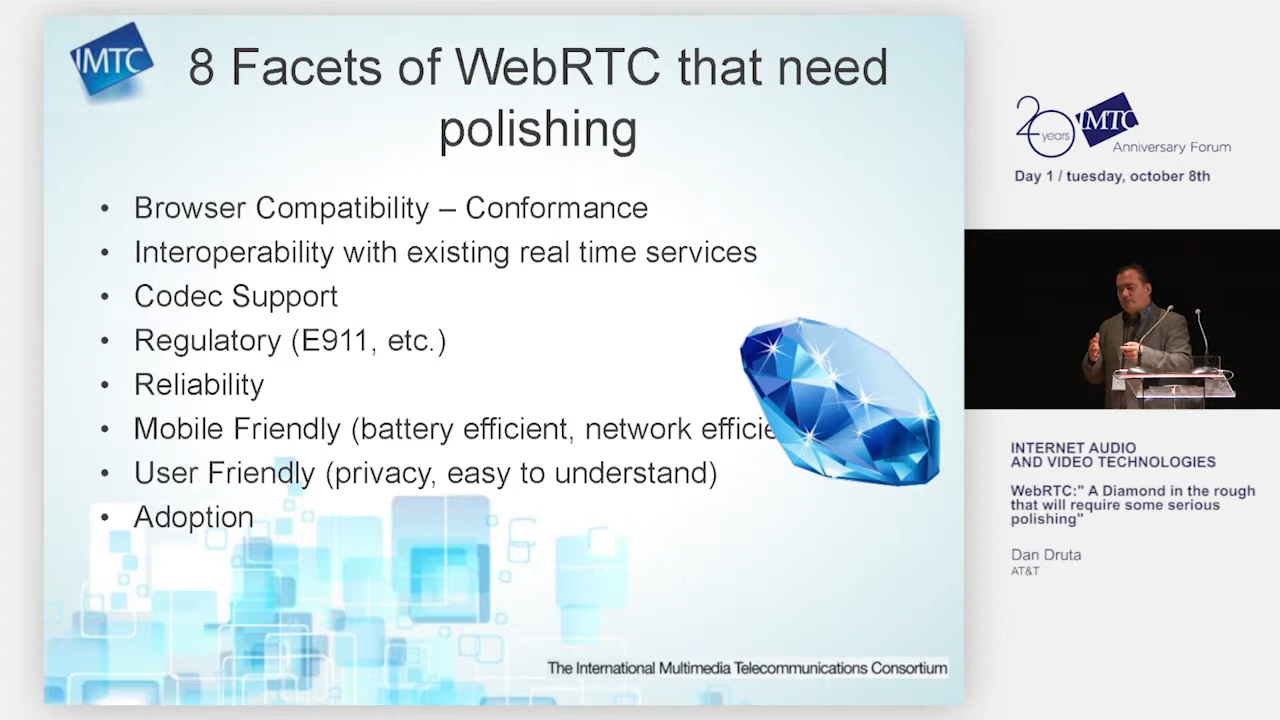 IMTC
8 Facets of WebRTC that need
polishing
• Browser Compatibility – Conformance
• Interoperability with existing real time services
• Codec Support
• Regulatory (E911, etc.)
• Reliability
• Mobile Friendly (battery efficient, network efficie
• User Friendly (privacy, easy to understand)
• Adoption
The International Multimedia Telecommunications Consortium
20 years IMTC
Anniversary Forum
Day 1 / tuesday, october 8th
INTERNET AUDIO
AND VIDEO TECHNOLOGIES
WebRTC:" A Diamond in the rough
that will require some serious
polishing"
Dan Druta
AT&T